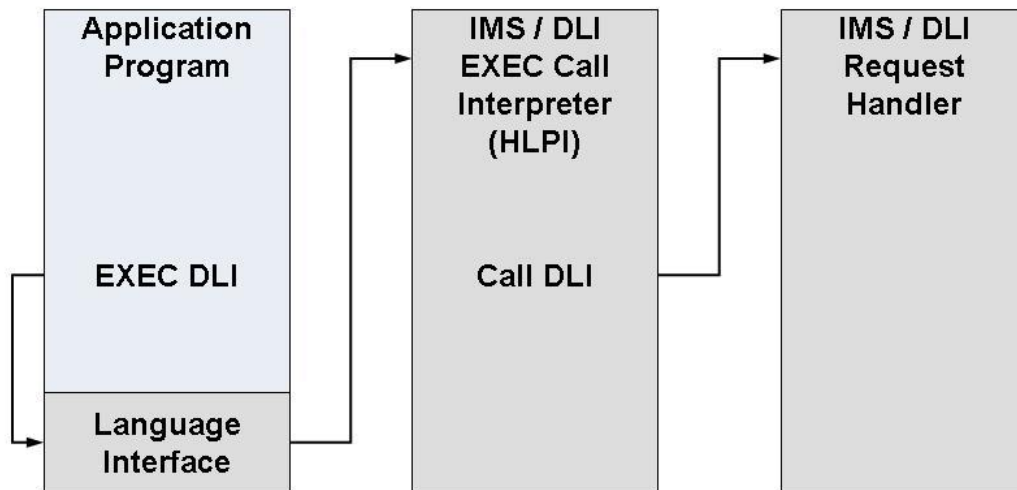 Application
Program
EXEC DLI
Language
Interface
IMS / DLI
EXEC Call
Interpreter
(HLPI)
Call DLI
IMS / DLI
Request
Handler